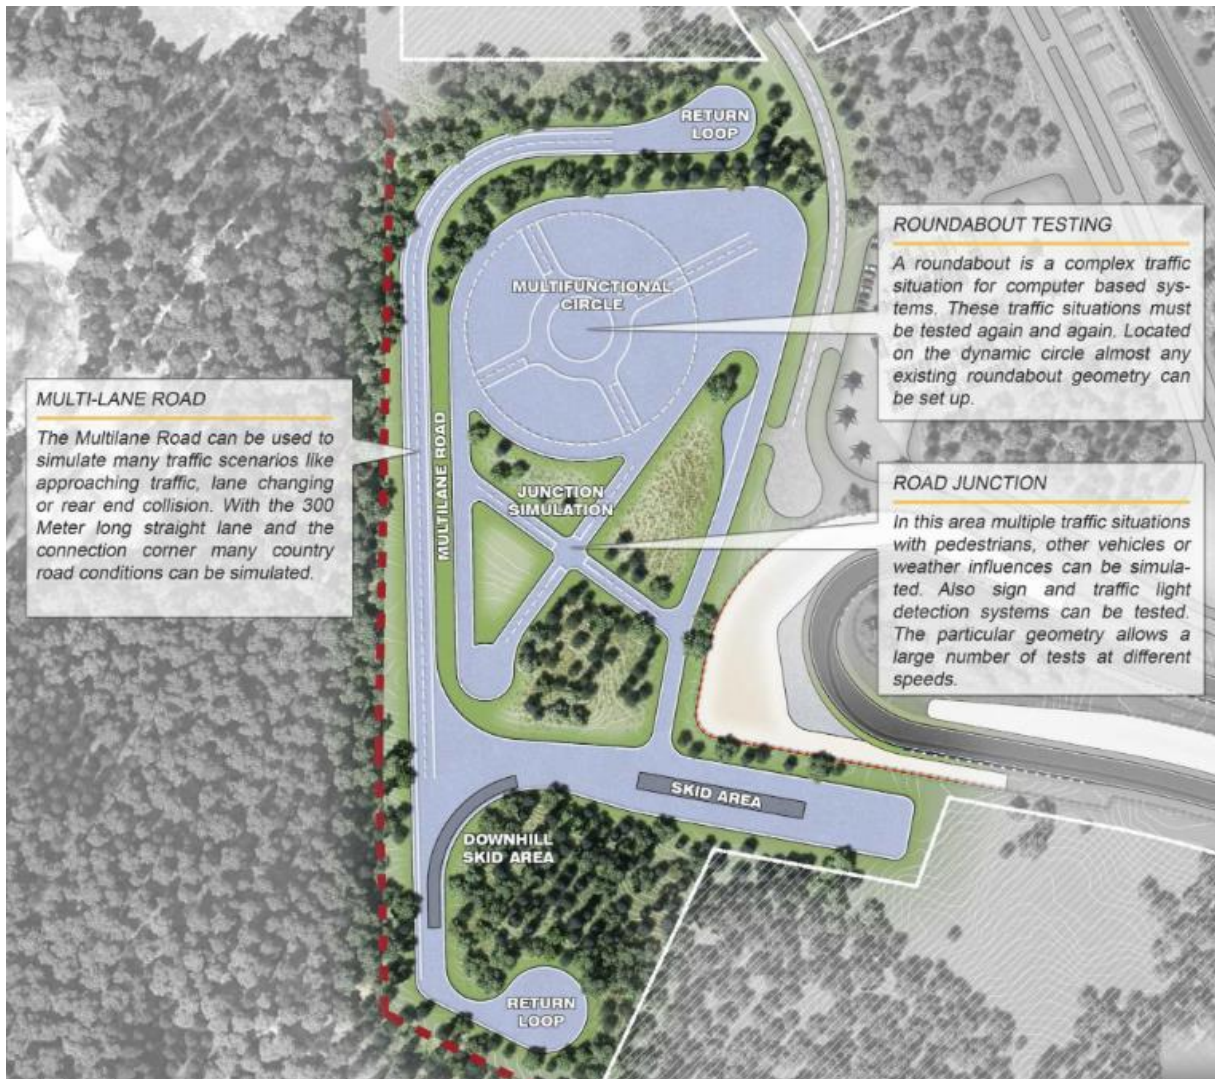 RETURN
LOOP
ROUNDABOUT TESTING
A roundabout is a complex traffic
situation for computer based sys-
tems. These traffic situations must
be tested again and again. Located
on the dynamic circle almost any
existing roundabout geometry can
be set up.
MULTIFUNCTIONAL
CIRCLE
MULTI-LANE ROAD
The Multilane Road can be used to
simulate many traffic scenarios like
approaching traffic, lane changing
or rear end collision. With the 300
Meter long straight lane and the
connection corner many country
road conditions can be simulated.
MULTILANE ROAD
JUNCTION
SIMULATION
ROAD JUNCTION
In this area multiple traffic situations
with pedestrians, other vehicles or
weather influences can be simula-
ted. Also sign and traffic light
detection systems can be tested.
The particular geometry allows a
large number of tests at different
speeds.
SKID AREA
DOWNHILL
SKID AREA
RETURN
LOOP